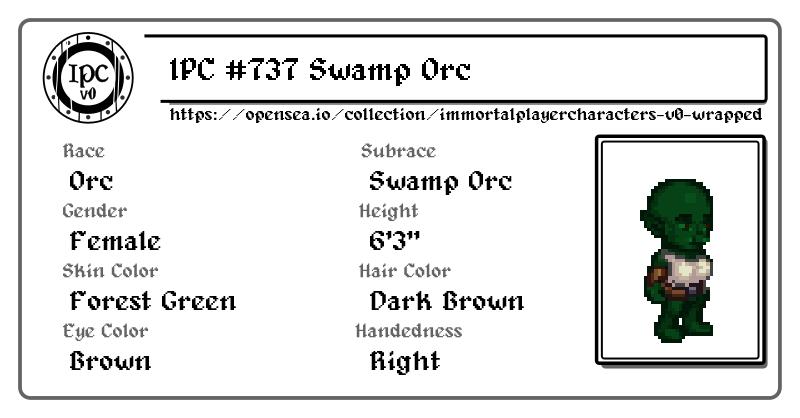 IPC
v0
IPC #737 Swamp Orc
https://opensea.io/collection/immortalplayercharacters-v0-wrapped
Race
Subrace
Orc
Swamp Orc
Gender
Height
Female
6'3"
Skin Color
Hair Color
Forest Green
Dark Brown
Eye Color
Handedness
Brown
Right